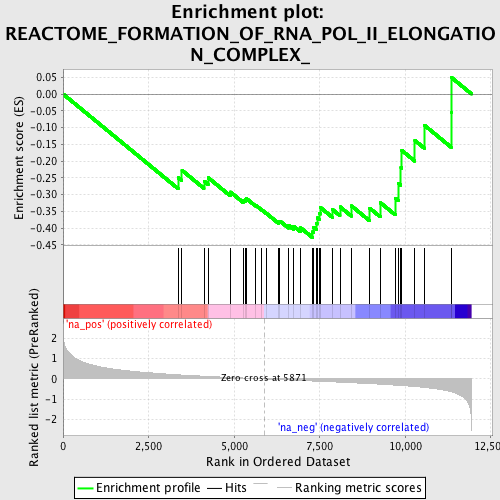 Enrichment plot:
REACTOME_FORMATION_OF_RNA_POL_II_ELONGATIO
N_COMPLEX_
Enrichment score (ES)
0.05
0.00
-0.05
-0.10
-0.15
-0.20
-0.25
-0.30
-0.35
-0.40
-0.45
'na_pos' (positively correlated)
Ranked list metric (PreRanked)
2
1
0
-1
-2
Zero cross at 5871
'na_neg' (negatively correlated)
0
2,500
5,000
7,500
10,000
12,500
Rank in Ordered Dataset
Enrichment profile
Hits
Ranking metric scores